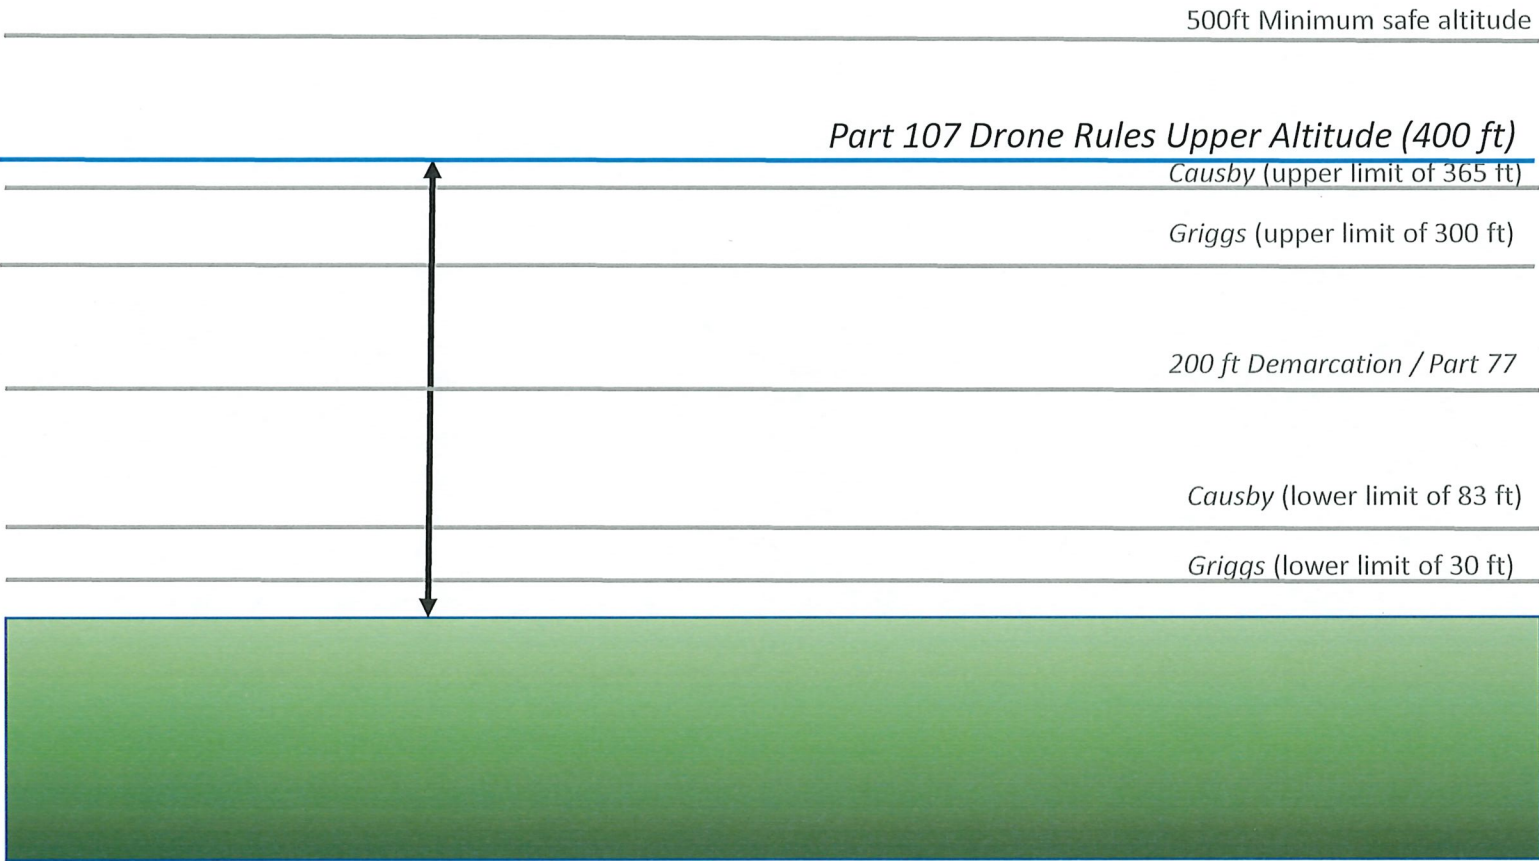 500ft Minimum safe altitude
Part 107 Drone Rules Upper Altitude (400 ft)
Causby (upper limit of 365 ft)
Griggs (upper limit of 300 ft)
200 ft Demarcation / Part 77
Causby (lower limit of 83 ft)
Griggs (lower limit of 30 ft)